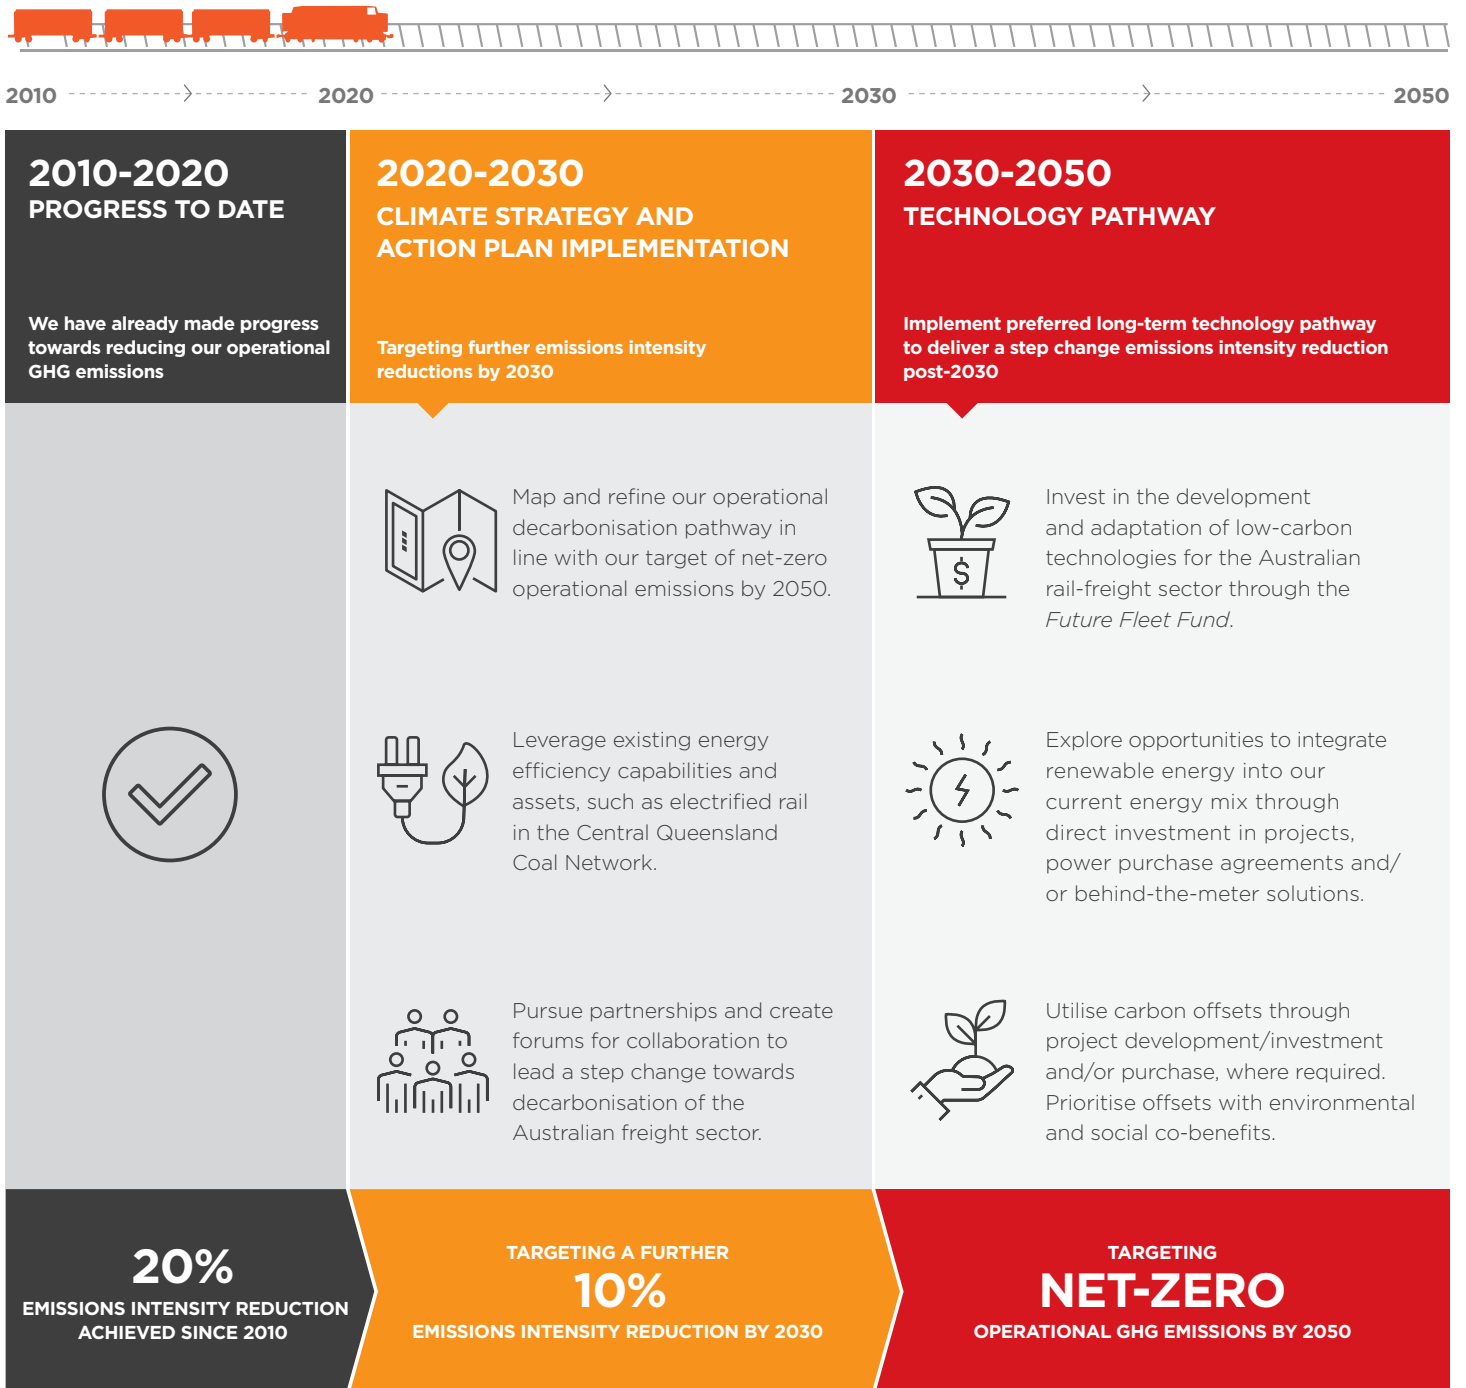 2010
2020
2030
2050
2010-2020
PROGRESS TO DATE
We have already made progress
towards reducing our operational
GHG emissions
2020-2030
CLIMATE STRATEGY AND
ACTION PLAN IMPLEMENTATION
Targeting further emissions intensity
reductions by 2030
2030-2050
TECHNOLOGY PATHWAY
Implement preferred long-term technology pathway
to deliver a step change emissions intensity reduction
post-2030
Map and refine our operational
decarbonisation pathway in
line with our target of net-zero
operational emissions by 2050.
Leverage existing energy
efficiency capabilities and
assets, such as electrified rail
in the Central Queensland
Coal Network.
Pursue partnerships and create
forums for collaboration to
lead a step change towards
decarbonisation of the
Australian freight sector.
$
Invest in the development
and adaptation of low-carbon
technologies for the Australian
rail-freight sector through the
Future Fleet Fund.
Explore opportunities to integrate
renewable energy into our
current energy mix through
direct investment in projects,
power purchase agreements and/
or behind-the-meter solutions.
Utilise carbon offsets through
project development/investment
and/or purchase, where required.
Prioritise offsets with environmental
and social co-benefits.
20%
EMISSIONS INTENSITY REDUCTION
ACHIEVED SINCE 2010
TARGETING A FURTHER
10%
EMISSIONS INTENSITY REDUCTION BY 2030
TARGETING
NET-ZERO
OPERATIONAL GHG EMISSIONS BY 2050